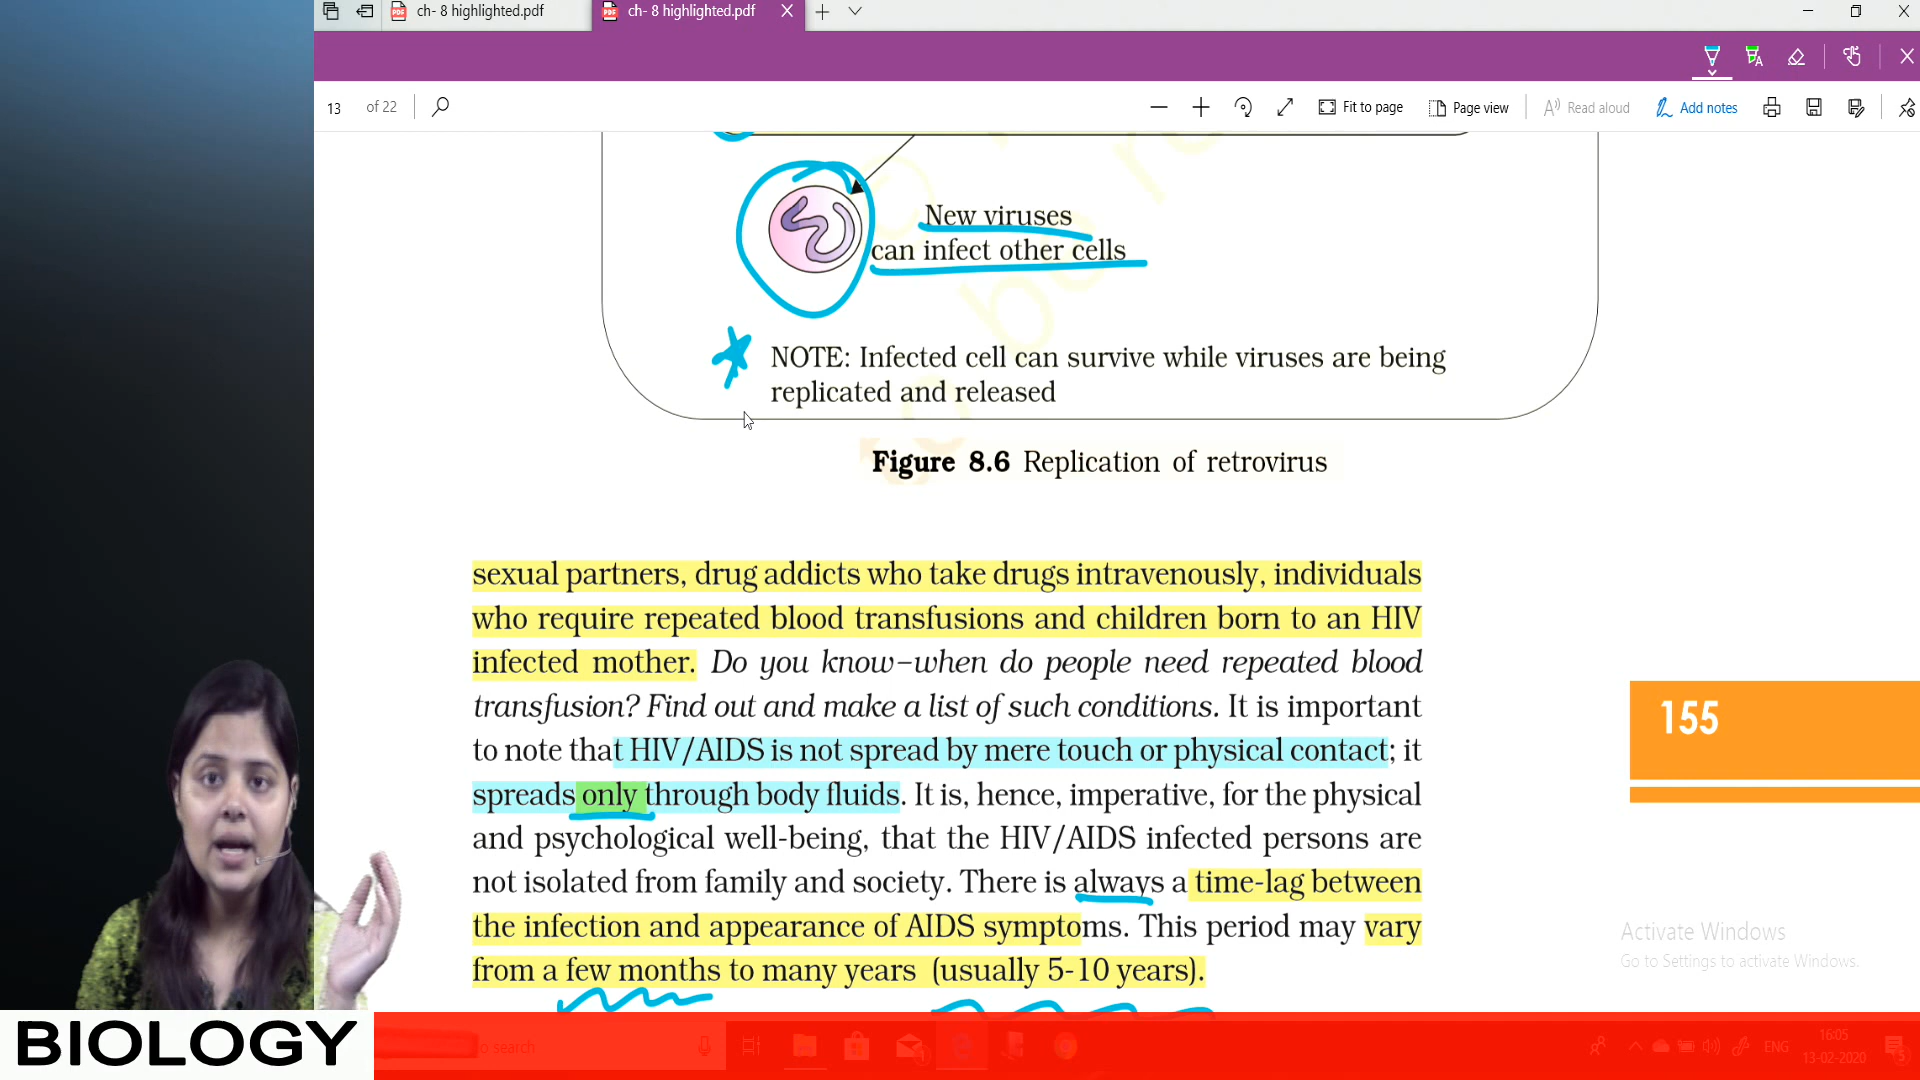 ch- 8 highlighted.pdf
ch- 8 highlighted.pdf
13 of 22
Fit to page
Page view
Read aloud
Add notes
New viruses
can infect other cells
NOTE: Infected cell can survive while viruses are being
replicated and released
Figure 8.6 Replication of retrovirus
sexual partners, drug addicts who take drugs intravenously, individuals
who require repeated blood transfusions and children born to an HIV
infected mother. Do you know–when do people need repeated blood
transfusion? Find out and make a list of such conditions. It is important
to note that HIV/AIDS is not spread by mere touch or physical contact; it
spreads only through body fluids. It is, hence, imperative, for the physical
and psychological well-being, that the HIV/AIDS infected persons are
not isolated from family and society. There is always a time-lag between
the infection and appearance of AIDS symptoms. This period may vary
from a few months to many years (usually 5-10 years).
155
Activate Windows
Go to Settings to activate Windows.
BIOLOGY
search
ENG
16:05
13-02-2020